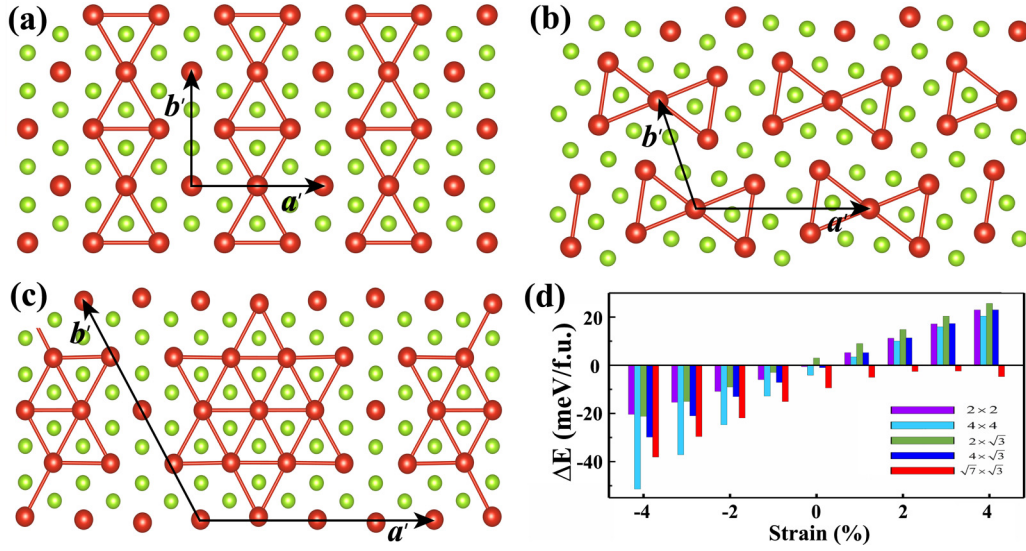 (a)
b′
a′
(b)
b′
a′
(c)
b′
a′
(d)
ΔE (meV/f.u.)
20
0
-20
-40
2 × 2
4 × 4
2 × √3
4 × √3
√7 × √3
-4 -2 0 2 4
Strain (%)